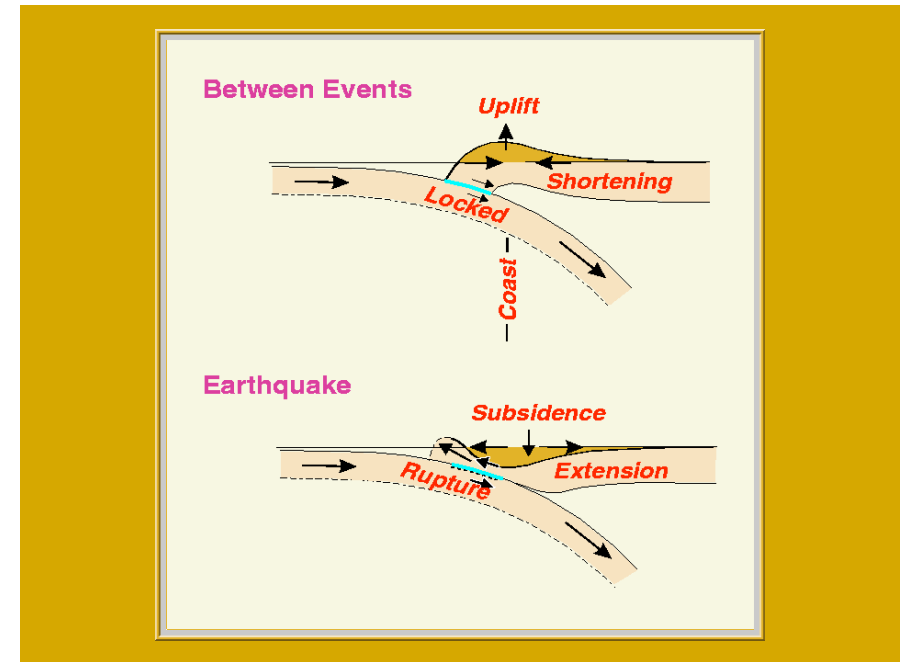 Between Events
Uplift
Shortening
Locked
Coast
Earthquake
Subsidence
Extension
Rupture